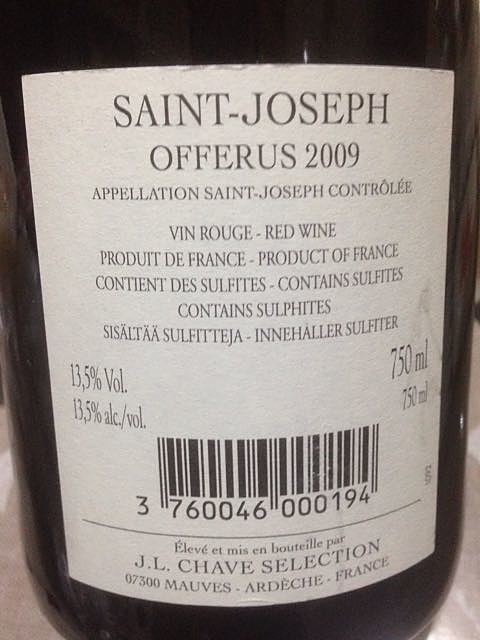 SAINT-JOSEPH
OFFERUS 2009
APPELLATION SAINT-JOSEPH CONTRÔLÉE
VIN ROUGE - RED WINE
PRODUIT DE FRANCE - PRODUCT OF FRANCE
CONTIENT DES SULFITES - CONTAINS SULFITES
CONTAINS SULPHITES
SISÄLTÄÄ SULFITTEJA - INNEHALLER SULFITER
13,5% Vol.
750 ml
13,5% alc./vol.
750 ml
3 760046 000194
Élevé et mis en bouteille par
J.L. CHAVE SELECTION
07300 MAUVES - ARDÈCHE - FRANCE